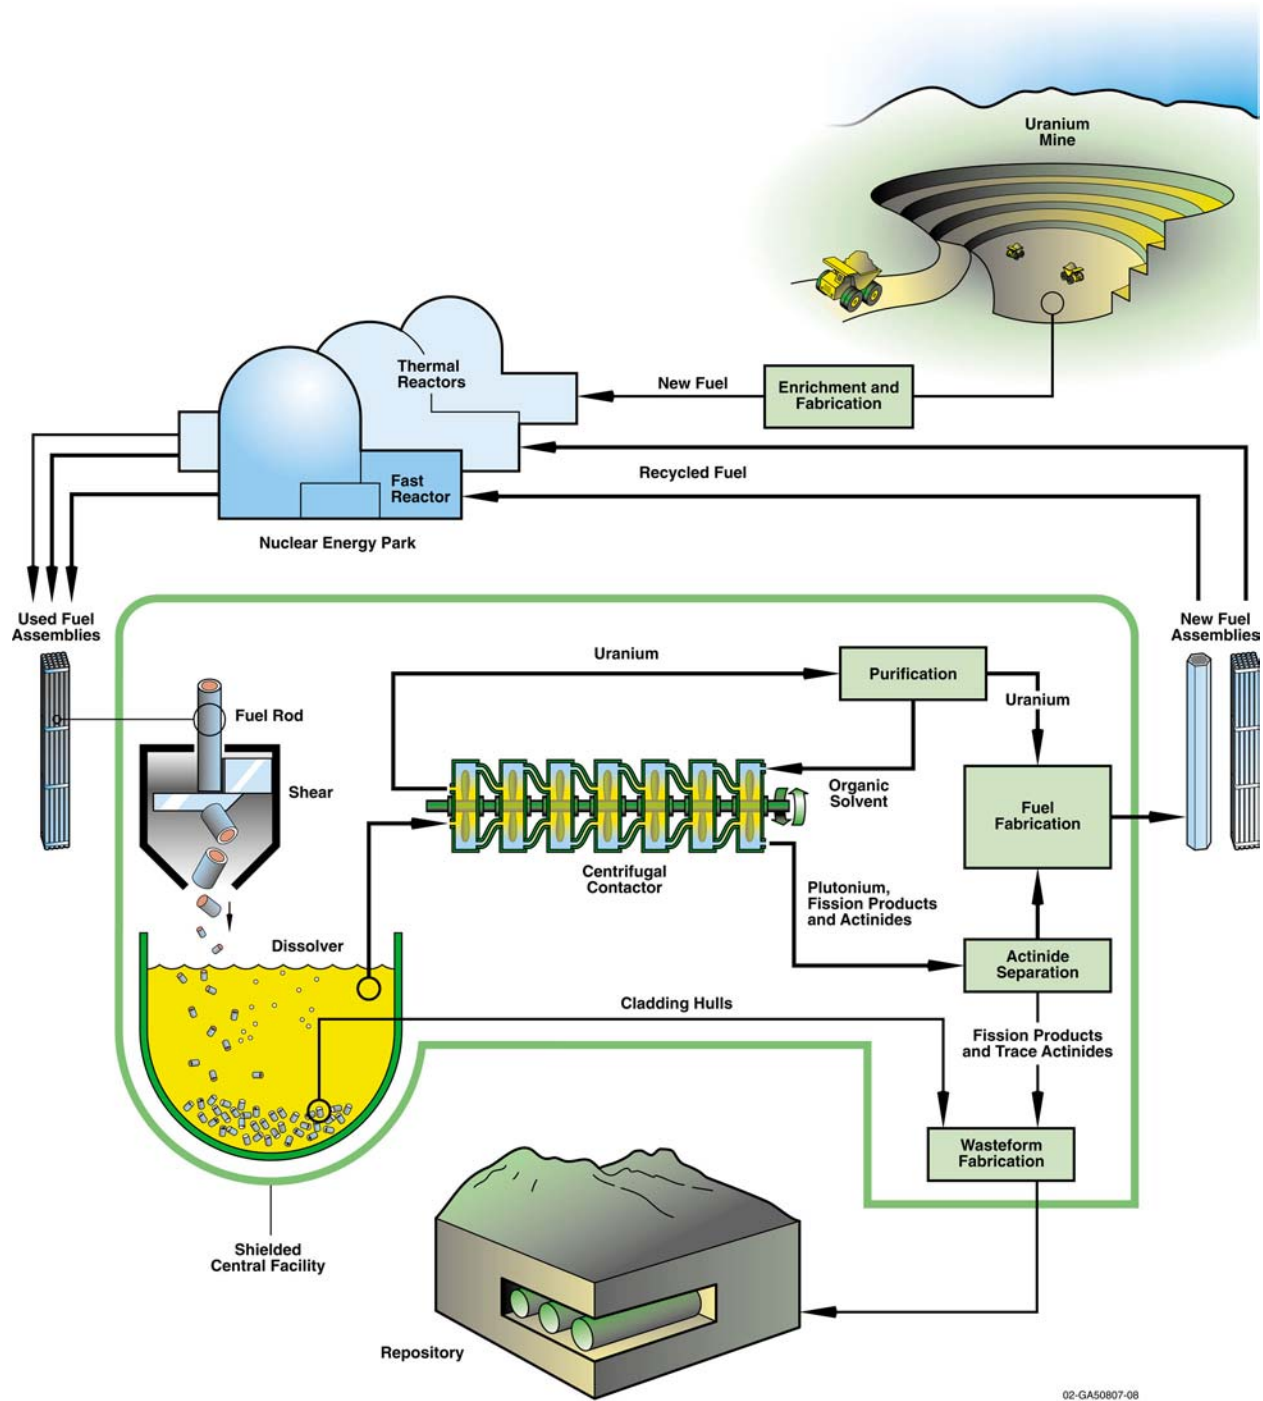 Uranium
Mine
Thermal
Reactors
New Fuel
Enrichment and
Fabrication
Recycled Fuel
Fast
Reactor
Nuclear Energy Park
Used Fuel
Assemblies
New Fuel
Assemblies
Uranium
Purification
Uranium
Fuel Rod
Shear
Organic
Solvent
Fuel
Fabrication
Centrifugal
Contactor
Plutonium,
Fission Products
and Actinides
Dissolver
Actinide
Separation
Cladding Hulls
Fission Products
and Trace Actinides
Wasteform
Fabrication
Shielded
Central Facility
Repository
02-GA50807-08